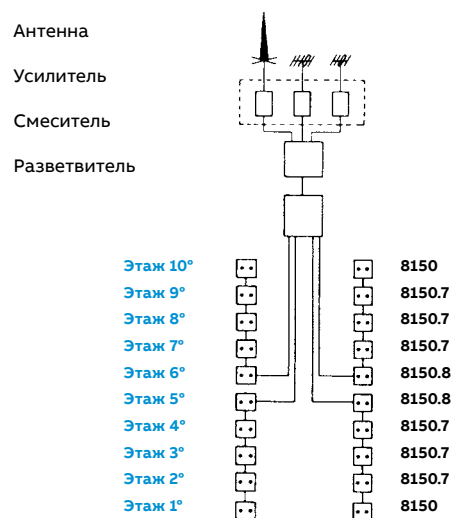 Антенна
Усилитель
Смеситель
Разветвитель
Этаж 10° 8150
Этаж 9° 8150.7
Этаж 8° 8150.7
Этаж 7° 8150.7
Этаж 6° 8150.8
Этаж 5° 8150.8
Этаж 4° 8150.7
Этаж 3° 8150.7
Этаж 2° 8150.7
Этаж 1° 8150